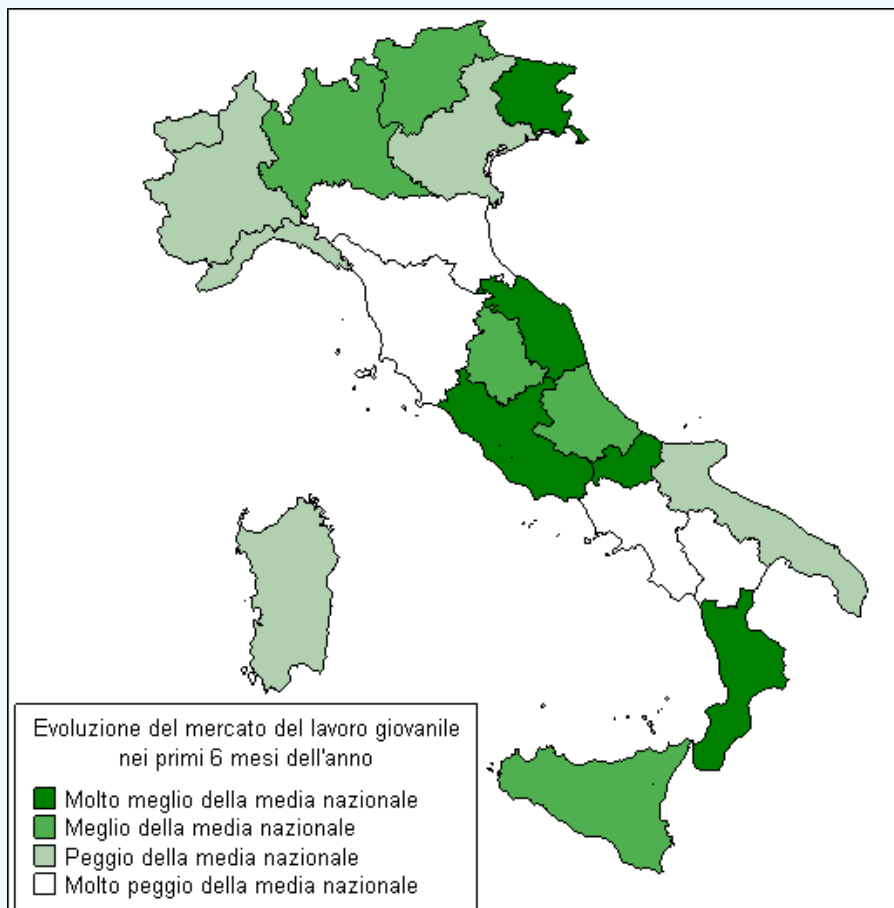 Evoluzione del mercato del lavoro giovanile
nei primi 6 mesi dell'anno
Molto meglio della media nazionale
Meglio della media nazionale
Peggio della media nazionale
Molto peggio della media nazionale